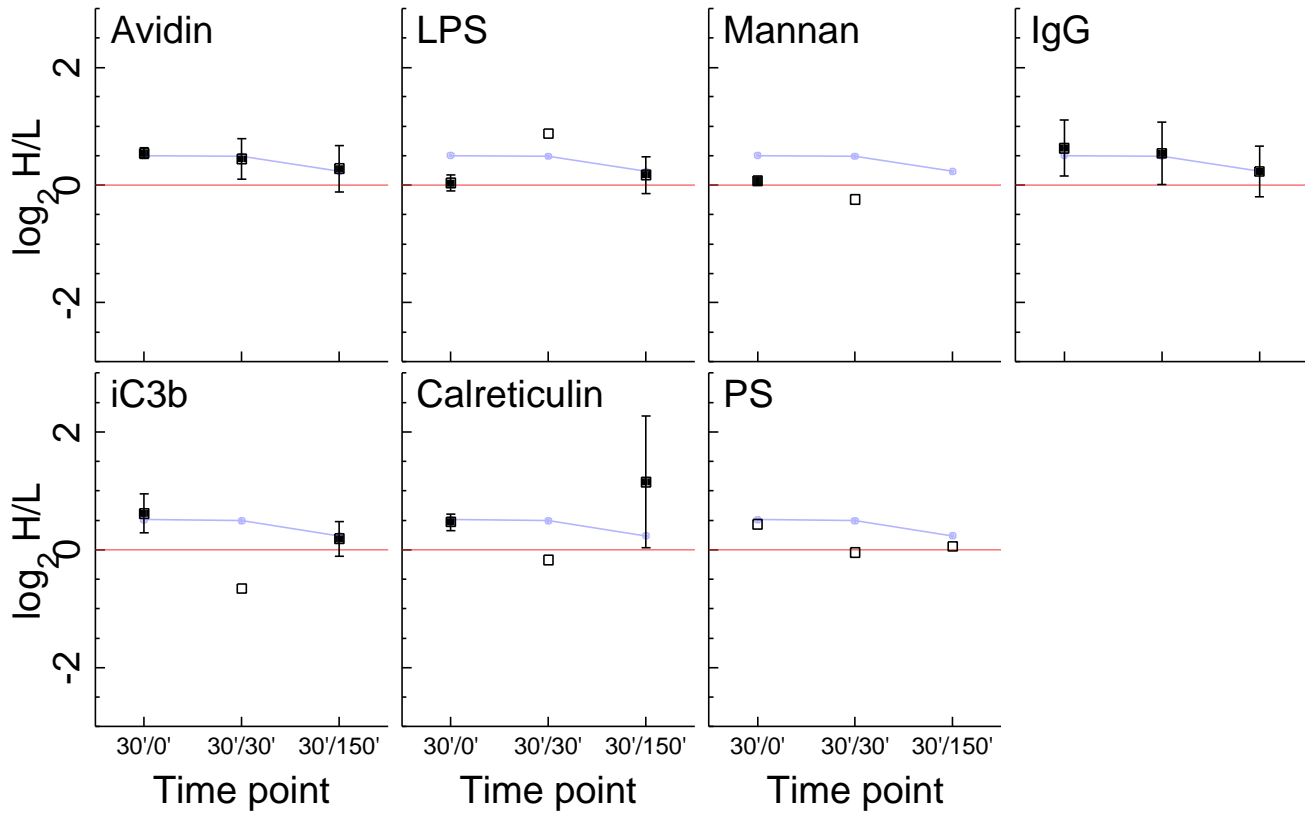 Avidin LPS Mannan IgG
2
0
-2
log2 H/L
iC3b Calreticulin PS
2
0
-2
log2 H/L
30'/0' 30'/30' 30'/150' 30'/0' 30'/30' 30'/150' 30'/0' 30'/30' 30'/150'
Time point Time point Time point